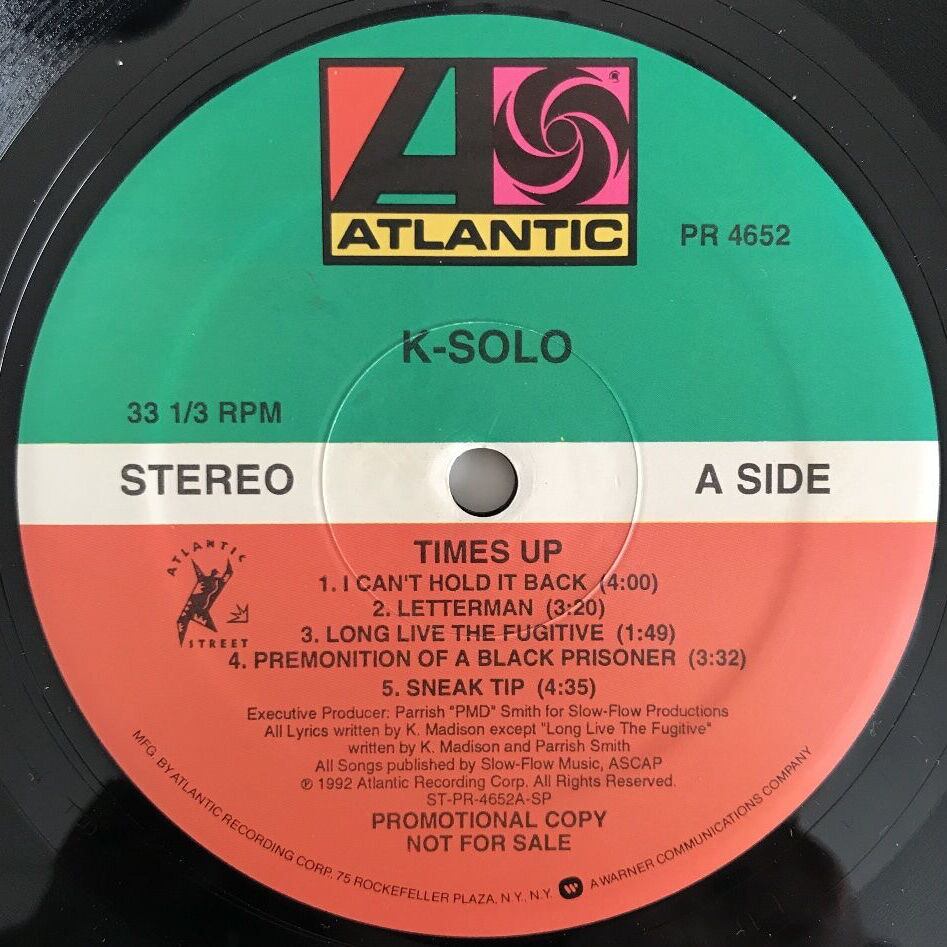 ATLANTIC
PR 4652
K-SOLO
33 1/3 RPM
STEREO
A SIDE
TIMES UP
1. I CAN'T HOLD IT BACK (4:00)
2. LETTERMAN (3:20)
3. LONG LIVE THE FUGITIVE (1:49)
4. PREMONITION OF A BLACK PRISONER (3:32)
5. SNEAK TIP (4:35)
ATLANTIC
STREET
Executive Producer: Parrish "PMD" Smith for Slow-Flow Productions
All Lyrics written by K. Madison except "Long Live The Fugitive"
written by K. Madison and Parrish Smith
All Songs published by Slow-Flow Music, ASCAP
℗ 1992 Atlantic Recording Corp. All Rights Reserved.
ST-PR-4652A-SP
PROMOTIONAL COPY
NOT FOR SALE
MFG. BY ATLANTIC RECORDING CORP. 75 ROCKEFELLER PLAZA, N.Y., N.Y. A WARNER COMMUNICATIONS COMPANY